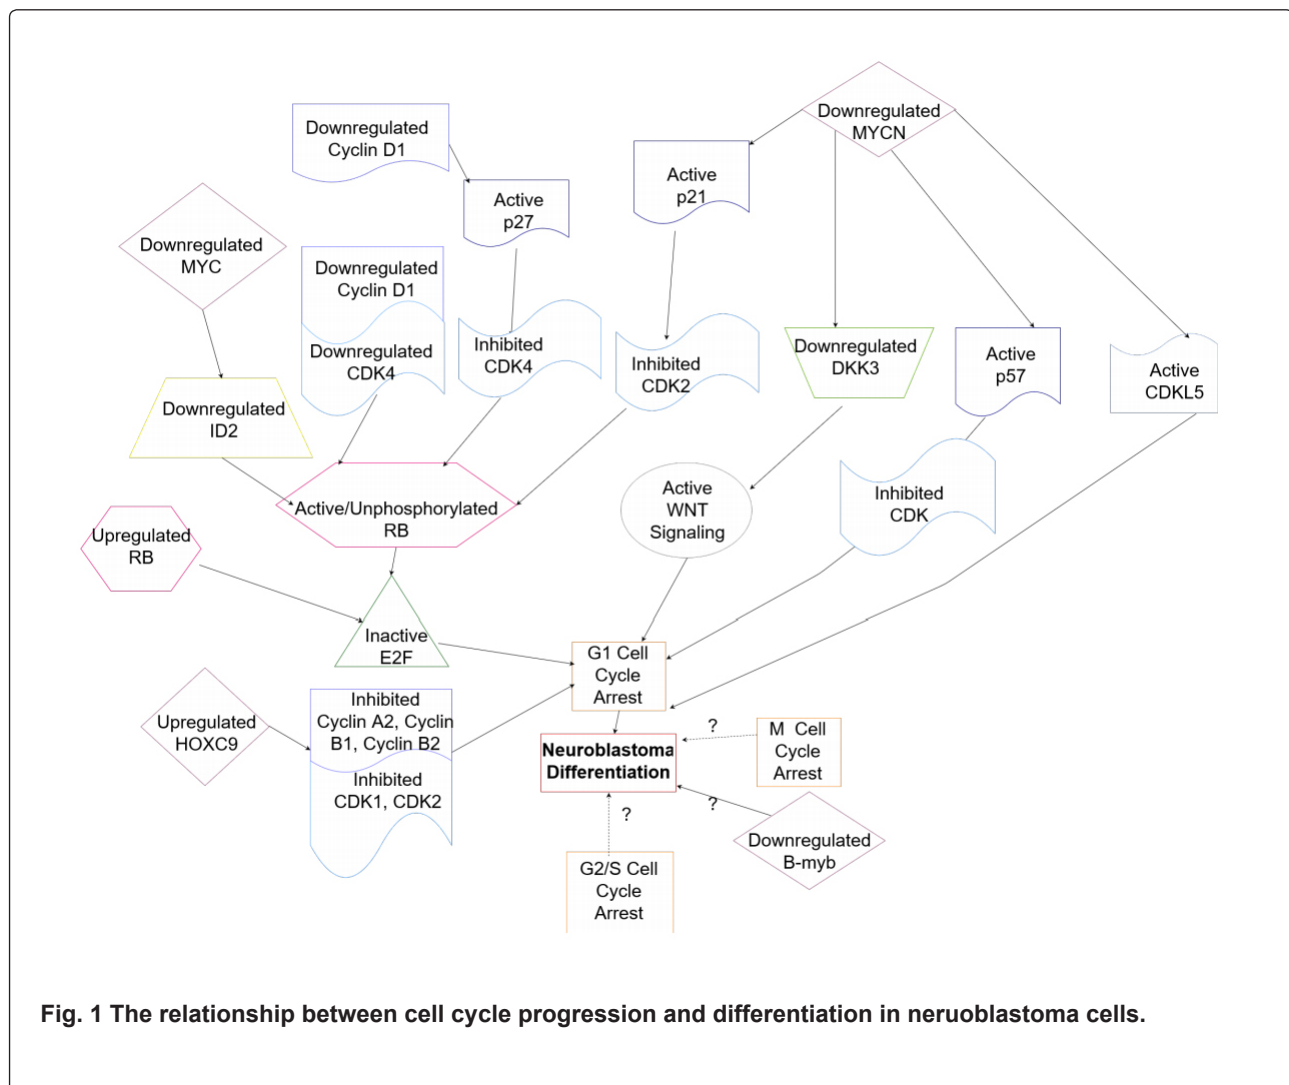 Downregulated
MYCN
Downregulated
Cyclin D1
Active
p21
Active
p27
Downregulated
MYC
Downregulated
Cyclin D1
Downregulated
CDK4
Inhibited
CDK4
Inhibited
CDK2
Downregulated
DKK3
Active
p57
Active
CDKL5
Downregulated
ID2
Active/Unphosphorylated
RB
Active
WNT
Signaling
Inhibited
CDK
Upregulated
RB
Inactive
E2F
G1 Cell
Cycle
Arrest
Upregulated
HOXC9
Inhibited
Cyclin A2, Cyclin
B1, Cyclin B2
Inhibited
CDK1, CDK2
Neuroblastoma
Differentiation
?
M Cell
Cycle
Arrest
?
?
Downregulated
B-myb
G2/S Cell
Cycle
Arrest
Fig. 1 The relationship between cell cycle progression and differentiation in neruoblastoma cells.